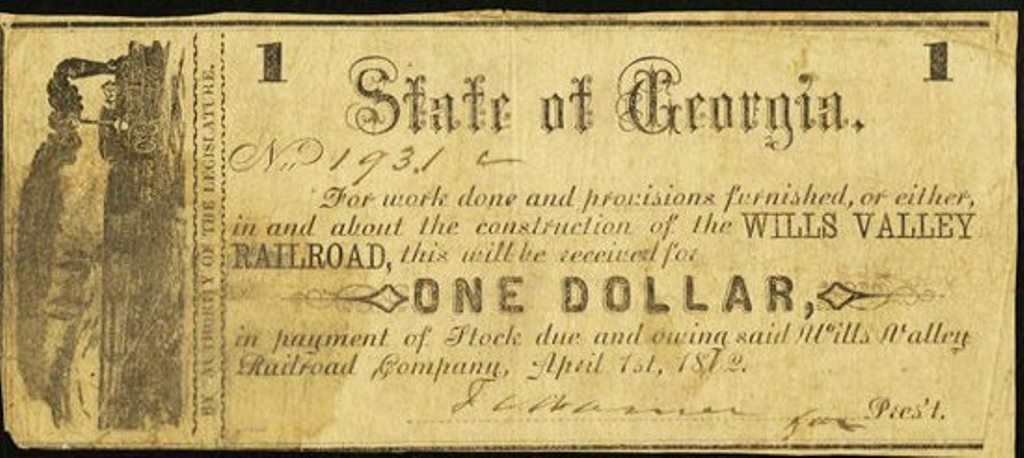 1 1
State of Georgia.
No 1931
For work done and provisions furnished, or either,
in and about the construction of the WILLS VALLEY
RAILROAD, this will be received for
ONE DOLLAR,
in payment of Stock due and owing said Wills Valley
Railroad Company, April 1st, 1862.
for Pres't.
BY AUTHORITY OF THE LEGISLATURE.